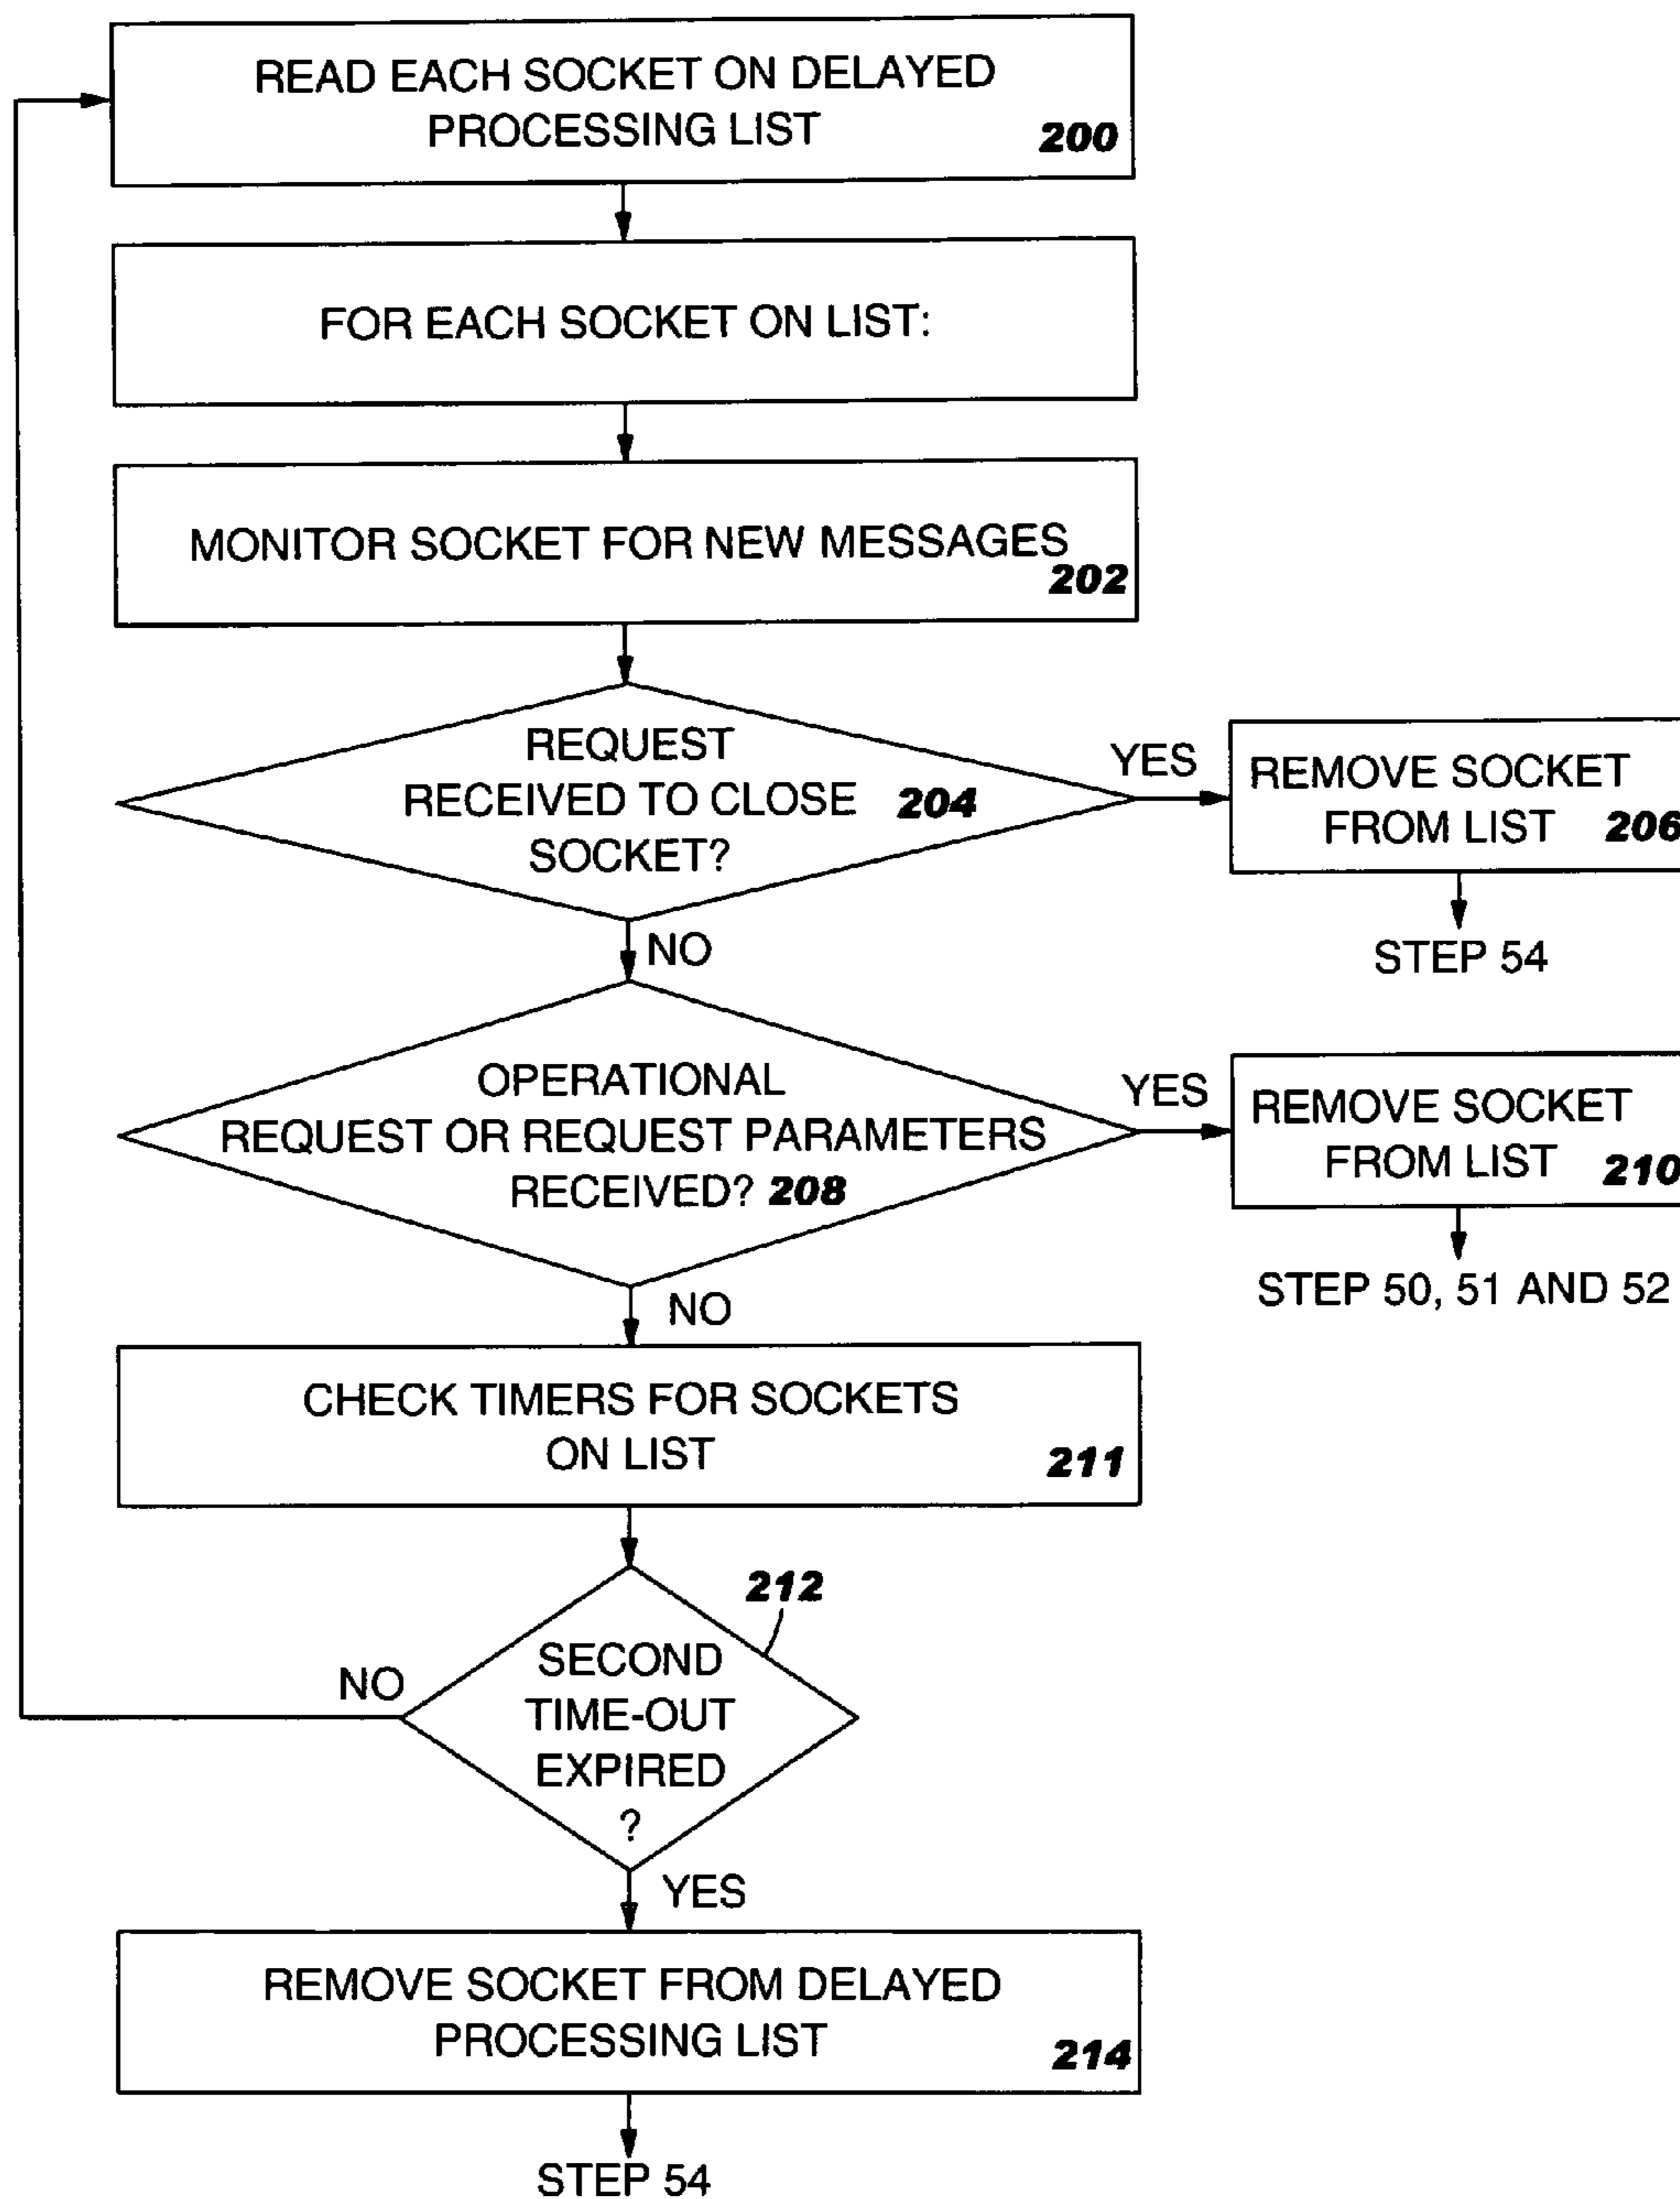 READ EACH SOCKET ON DELAYED
PROCESSING LIST
200
FOR EACH SOCKET ON LIST:
MONITOR SOCKET FOR NEW MESSAGES
202
REQUEST
RECEIVED TO CLOSE 204
SOCKET?
YES
REMOVE SOCKET
FROM LIST 206
STEP 54
NO
OPERATIONAL
REQUEST OR REQUEST PARAMETERS
RECEIVED? 208
YES
REMOVE SOCKET
FROM LIST 210
STEP 50, 51 AND 52
NO
CHECK TIMERS FOR SOCKETS
ON LIST
211
212
SECOND
TIME-OUT
EXPIRED
?
NO
YES
REMOVE SOCKET FROM DELAYED
PROCESSING LIST
214
STEP 54